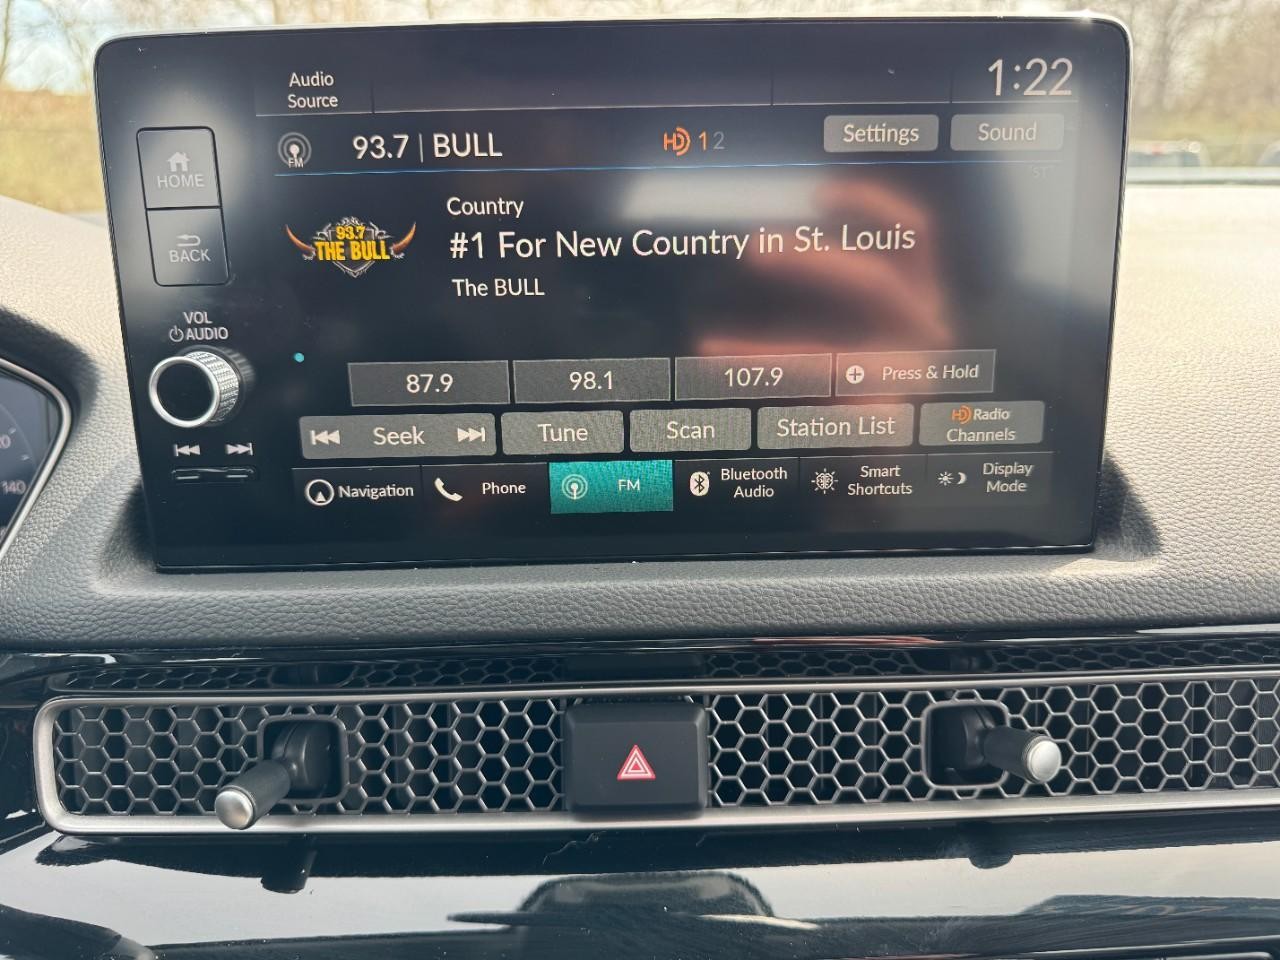 Audio
Source
1:22
HOME
BACK
VOL
AUDIO
FM
93.7 | BULL
HD 1 2
Settings
Sound
ST
93.7
THE BULL
Country
#1 For New Country in St. Louis
The BULL
87.9
98.1
107.9
Press & Hold
Seek
Tune
Scan
Station List
HD Radio
Channels
Navigation
Phone
FM
Bluetooth
Audio
Smart
Shortcuts
Display
Mode
140